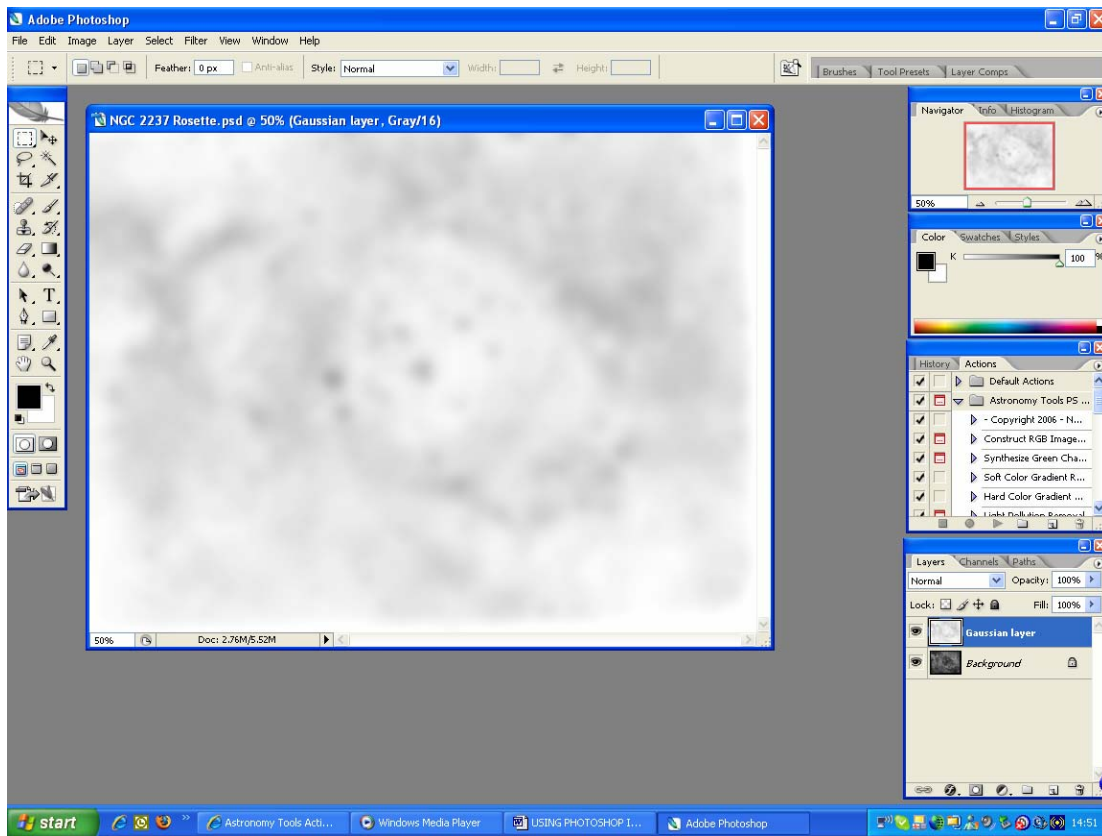 Adobe Photoshop
File Edit Image Layer Select Filter View Window Help
Feather: 0 px Anti-alias Style: Normal Width: Height:
Brushes Tool Presets Layer Comps
NGC 2237 Rosette.psd @ 50% (Gaussian layer, Gray/16)
50% Doc: 2.76M/5.52M
Navigator Info Histogram
50%
Color Swatches Styles
K 100 %
History Actions
Default Actions
Astronomy Tools PS ...
- Copyright 2006 - N...
Construct RGB Image...
Synthesize Green Cha...
Soft Color Gradient R...
Hard Color Gradient ...
Light Pollution Removal
Layers Channels Paths
Normal Opacity: 100%
Lock: Fill: 100%
Gaussian layer
Background
start Astronomy Tools Acti... Windows Media Player USING PHOTOSHOP I... Adobe Photoshop 14:51